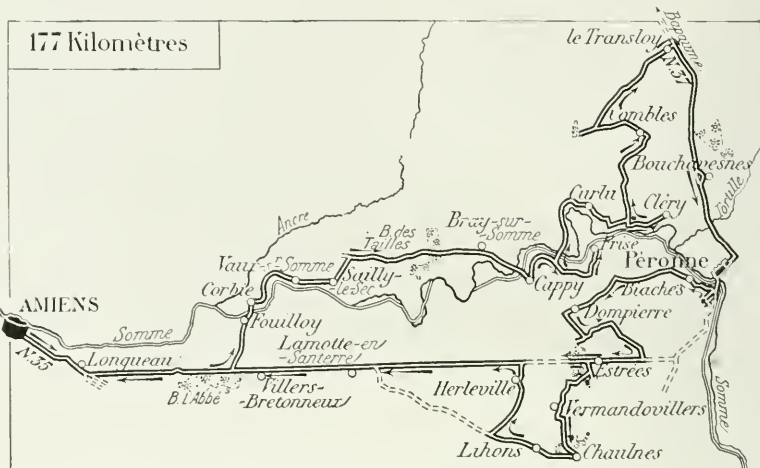 177 Kilomètres
Bapaume
le Transloy
N.37
Combles
Bouchavesnes
Tortille
Curlu
Cléry
Bray-sur-
Somme
B. des
Tailles
Ancre
Frise
Péronne
Vaux-sr-Somme
Sailly-
le-Sec
Cappy
Biaches
Corbie
AMIENS
Dompierre
Fouilloy
Somme
Lamotte-en
Santerre
N.35
Longueau
Estrées
B. l'Abbé
Villers-
Bretonneux
Herleville
Vermandovillers
Somme
Lihons
Chaulnes